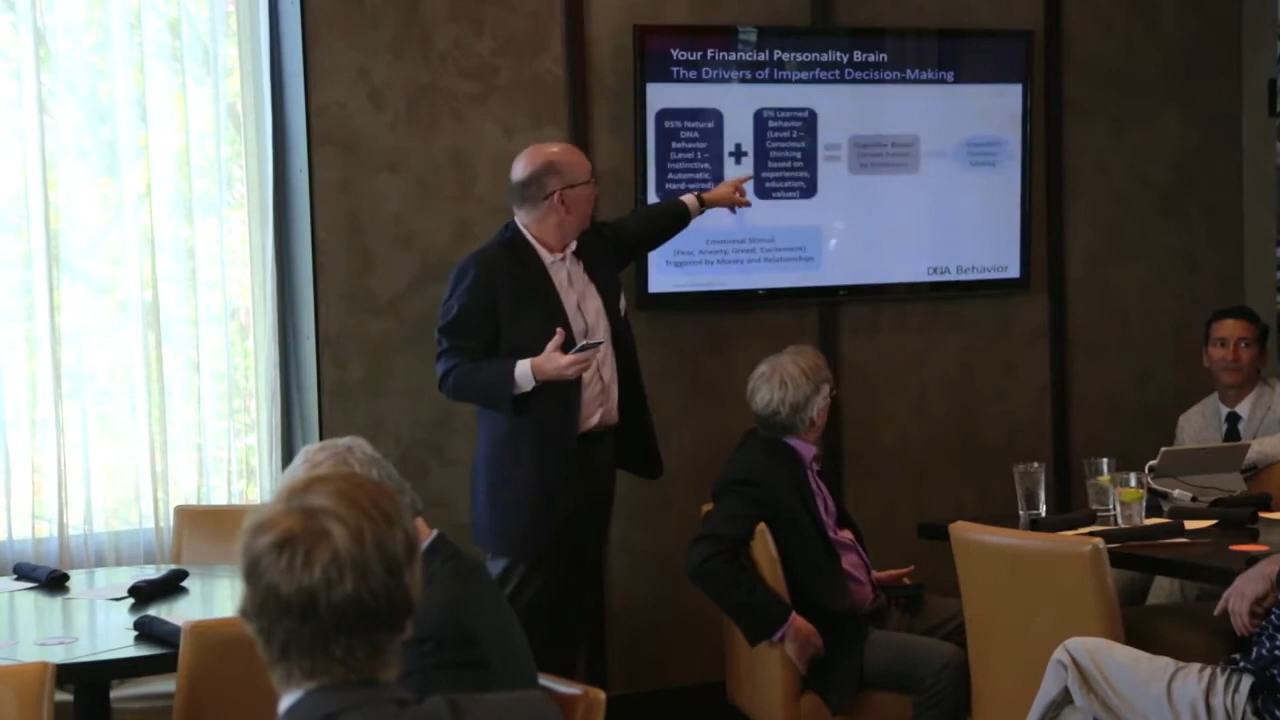 Your Financial Personality Brain
The Drivers of Imperfect Decision-Making
95% Natural
DNA
Behavior
(Level 1 –
Instinctive,
Automatic,
Hard-wired)
+
5% Learned
Behavior
(Level 2 –
Conscious
thinking
based on
experiences,
education,
values)
=
Emotional Stimuli
(Fear, Anxiety, Greed, Excitement)
Triggered by Money and Relationships
DNA Behavior